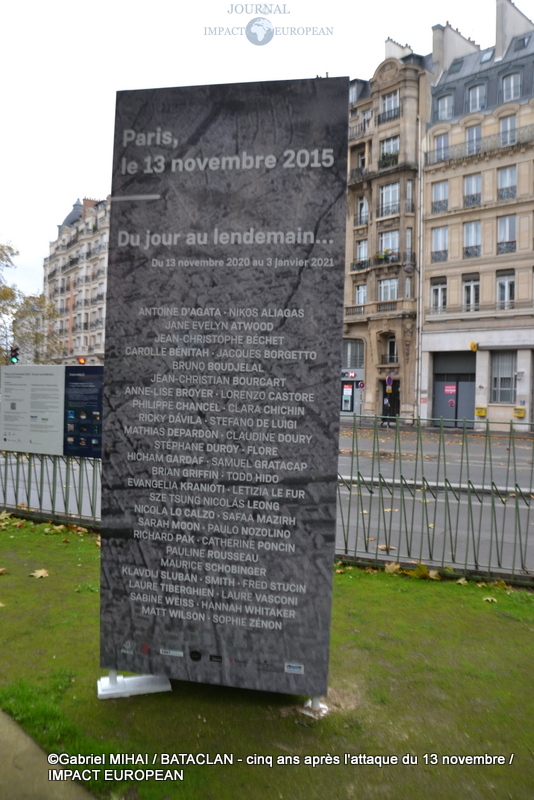 JOURNAL
IMPACT EUROPEEN
Paris,
le 13 novembre 2015
Du jour au lendemain...
Du 13 novembre 2020 au 3 janvier 2021
ANTOINE D'AGATA · NIKOS ALIAGAS
JANE EVELYN ATWOOD
JEAN-CHRISTOPHE BÉCHET
CAROLLE BÉNITAH · JACQUES BORGETTO
BRUNO BOUDJELAL
JEAN-CHRISTIAN BOURCART
ANNE-LISE BROYER · LORENZO CASTORE
PHILIPPE CHANCEL · CLARA CHICHIN
RICKY DÁVILA · STEFANO DE LUIGI
MATHIAS DEPARDON · CLAUDINE DOURY
STÉPHANE DUROY · FLORE
HICHAM GARDAF · SAMUEL GRATACAP
BRIAN GRIFFIN · TODD HIDO
EVANGELIA KRANIOTI · LETIZIA LE FUR
SZE TSUNG NICOLÁS LEONG
NICOLA LO CALZO · SAFAA MAZIRH
SARAH MOON · PAULO NOZOLINO
RICHARD PAK · CATHERINE PONCIN
PAULINE ROUSSEAU
MAURICE SCHOBINGER
KLAVDIJ SLUBAN · SMITH · FRED STUCIN
LAURE TIBERGHIEN · LAURE VASCONI
SABINE WEISS · HANNAH WHITAKER
MATT WILSON · SOPHIE ZÉNON
©Gabriel MIHAI / BATACLAN - cinq ans après l'attaque du 13 novembre /
IMPACT EUROPEEN